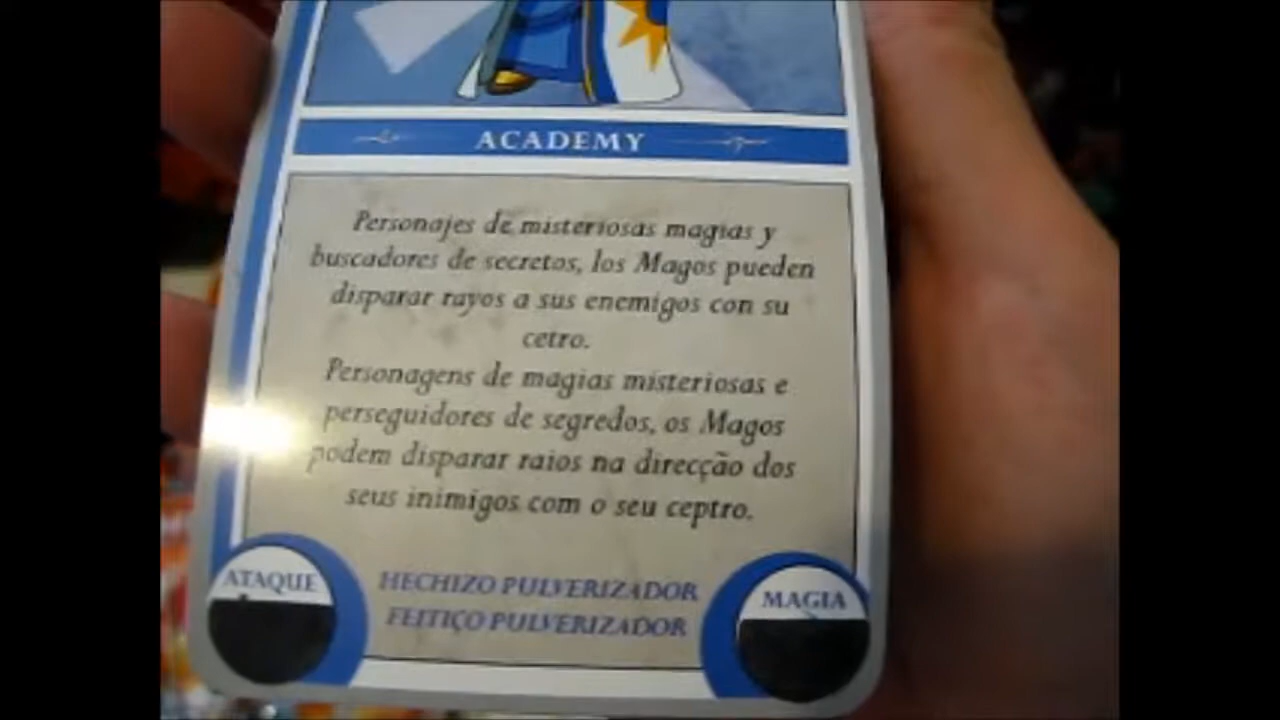 ACADEMY
Personajes de misteriosas magias y
buscadores de secretos, los Magos pueden
disparar rayos a sus enemigos con su
cetro.
Personagens de magias misteriosas e
perseguidores de segredos, os Magos
podem disparar raios na direcção dos
seus inimigos com o seu ceptro.
ATAQUE
HECHIZO PULVERIZADOR
FEITIÇO PULVERIZADOR
MAGIA